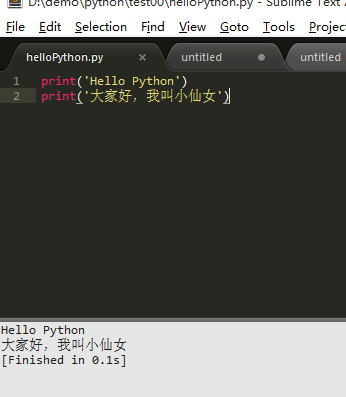 D:\demo\python\test00\helloPython.py - Sublime Text
File Edit Selection Find View Goto Tools Project
helloPython.py × untitled untitled
1 print('Hello Python')
2 print('大家好，我叫小仙女')
Hello Python
大家好，我叫小仙女
[Finished in 0.1s]